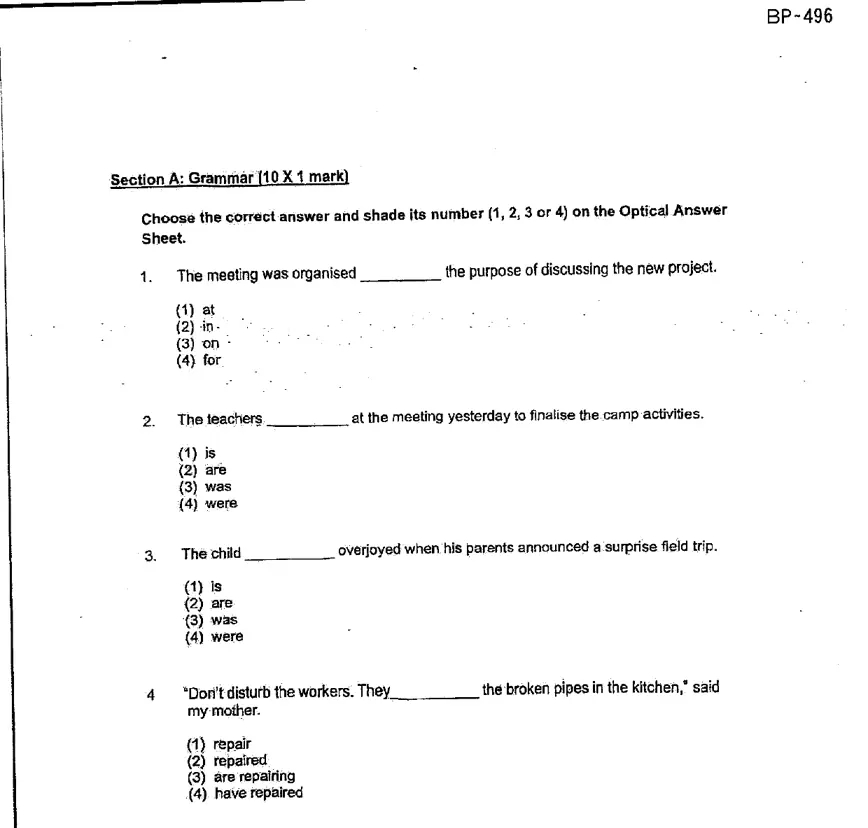 BP-496
Section A: Grammar (10 X 1 mark)
Choose the correct answer and shade its number (1, 2, 3 or 4) on the Optical Answer
Sheet.
1. The meeting was organised _________ the purpose of discussing the new project.
(1) at
(2) in
(3) on
(4) for
2. The teachers _________ at the meeting yesterday to finalise the camp activities.
(1) is
(2) are
(3) was
(4) were
3. The child __________ overjoyed when his parents announced a surprise field trip.
(1) is
(2) are
(3) was
(4) were
4 "Don't disturb the workers. They__________ the broken pipes in the kitchen," said
my mother.
(1) repair
(2) repaired
(3) are repairing
(4) have repaired